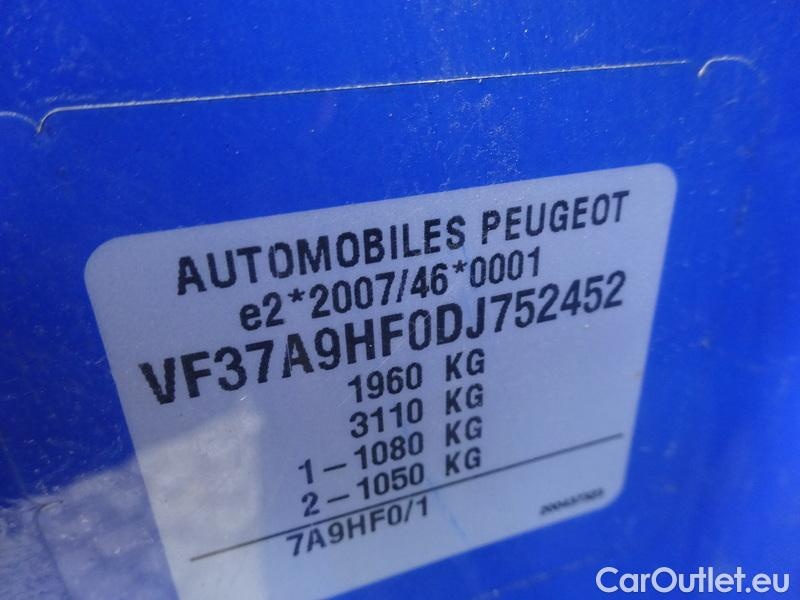 AUTOMOBILES PEUGEOT
e2*2007/46*0001
VF37A9HF0DJ752452
1960 KG
3110 KG
1-1080 KG
2-1050 KG
7A9HF0/1
CarOutlet.eu